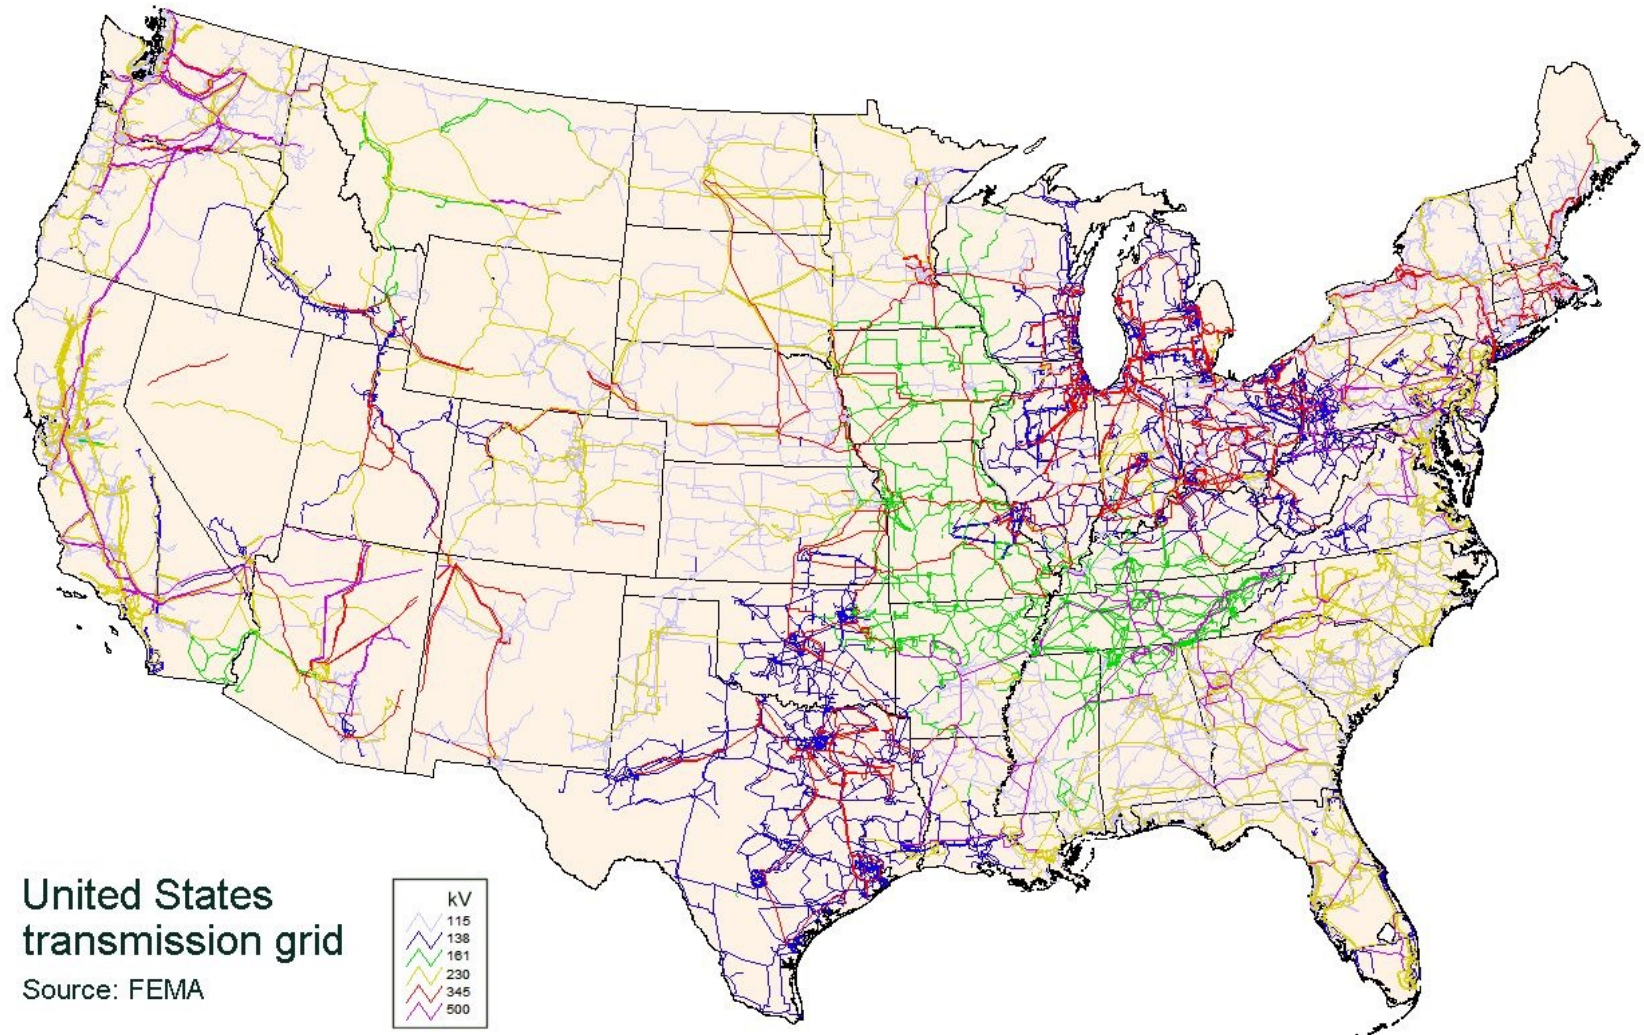 United States
transmission grid
Source: FEMA
kV
115
138
161
230
345
500